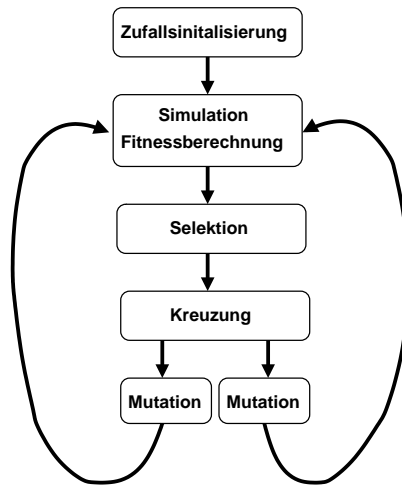 Zufallsinitalisierung
Simulation
Fitnessberechnung
Selektion
Kreuzung
Mutation
Mutation